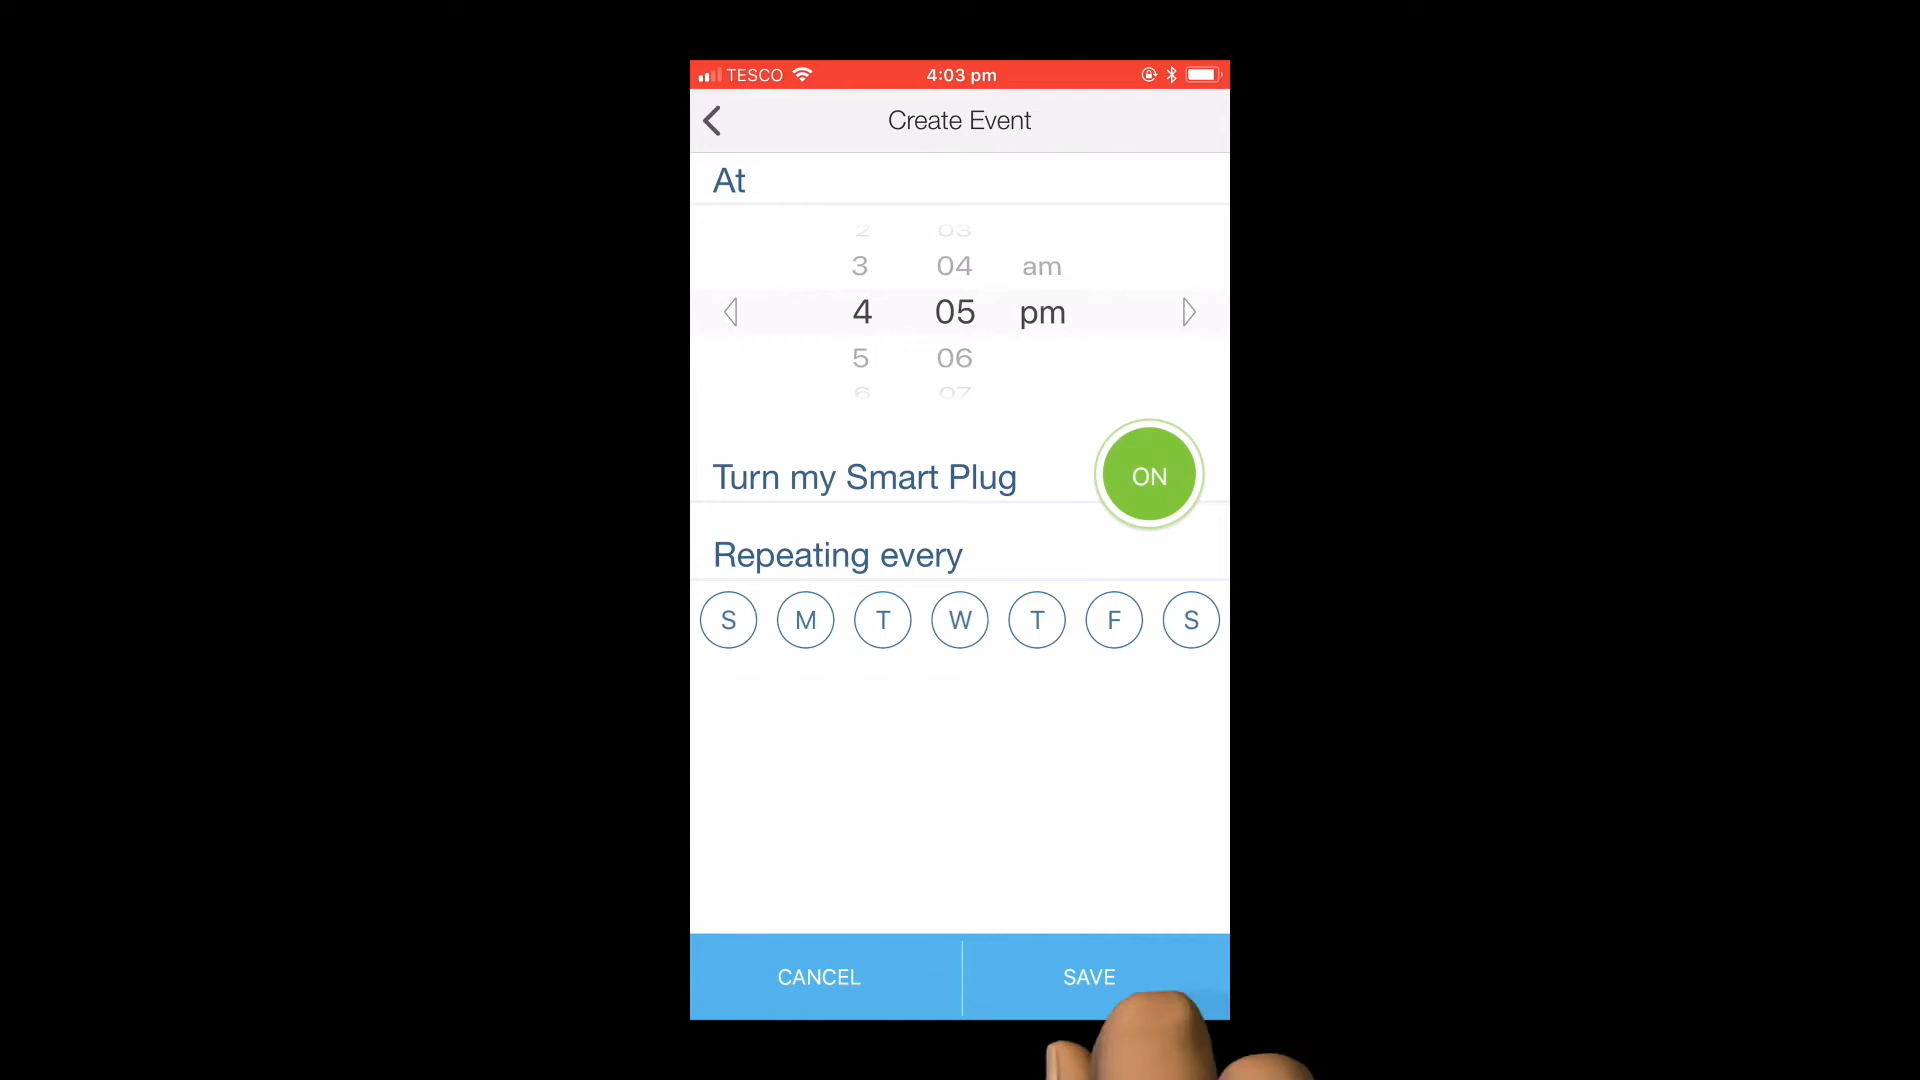 TESCO 4:03 pm
Create Event
At
2 03
3 04 am
4 05 pm
5 06
6 07
Turn my Smart Plug ON
Repeating every
S M T W T F S
CANCEL SAVE